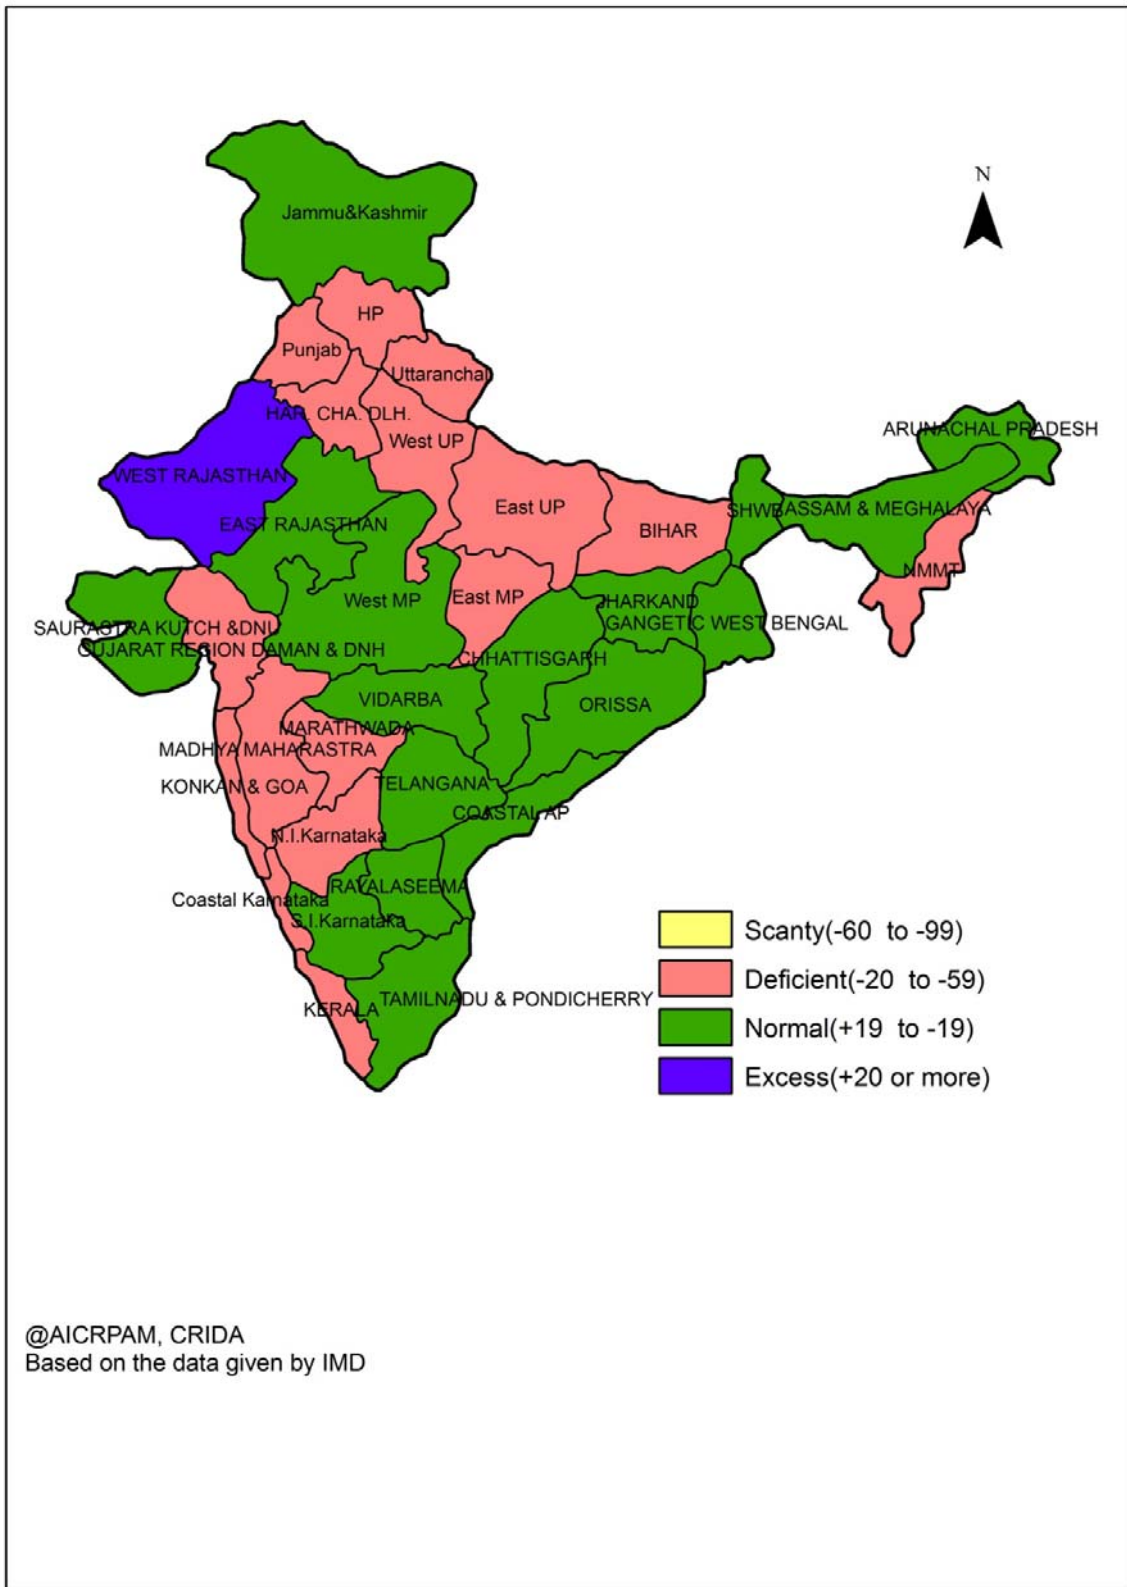 N
Jammu&Kashmir
HP
Punjab
Uttaranchal
HAR. CHA. DLH.
West UP
ARUNACHAL PRADESH
WEST RAJASTHAN
East UP
SHWB
ASSAM & MEGHALAYA
EAST RAJASTHAN
BIHAR
NMMT
West MP
East MP
JHARKAND
GANGETIC WEST BENGAL
SAURASTRA KUTCH &DNU
GUJARAT REGION DAMAN & DNH
CHHATTISGARH
VIDARBA
ORISSA
MARATHWADA
MADHYA MAHARASTRA
KONKAN & GOA
TELANGANA
COASTAL AP
N.I.Karnataka
RAYALASEEMA
Coastal Karnataka
S.I.Karnataka
TAMILNADU & PONDICHERRY
KERALA
Scanty(-60 to -99)
Deficient(-20 to -59)
Normal(+19 to -19)
Excess(+20 or more)
@AICRPAM, CRIDA
Based on the data given by IMD